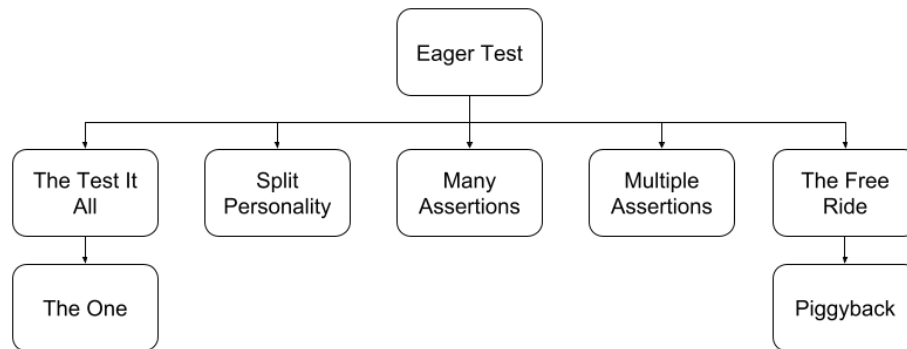 Eager Test
The Test It
All
Split
Personality
Many
Assertions
Multiple
Assertions
The Free
Ride
The One
Piggyback